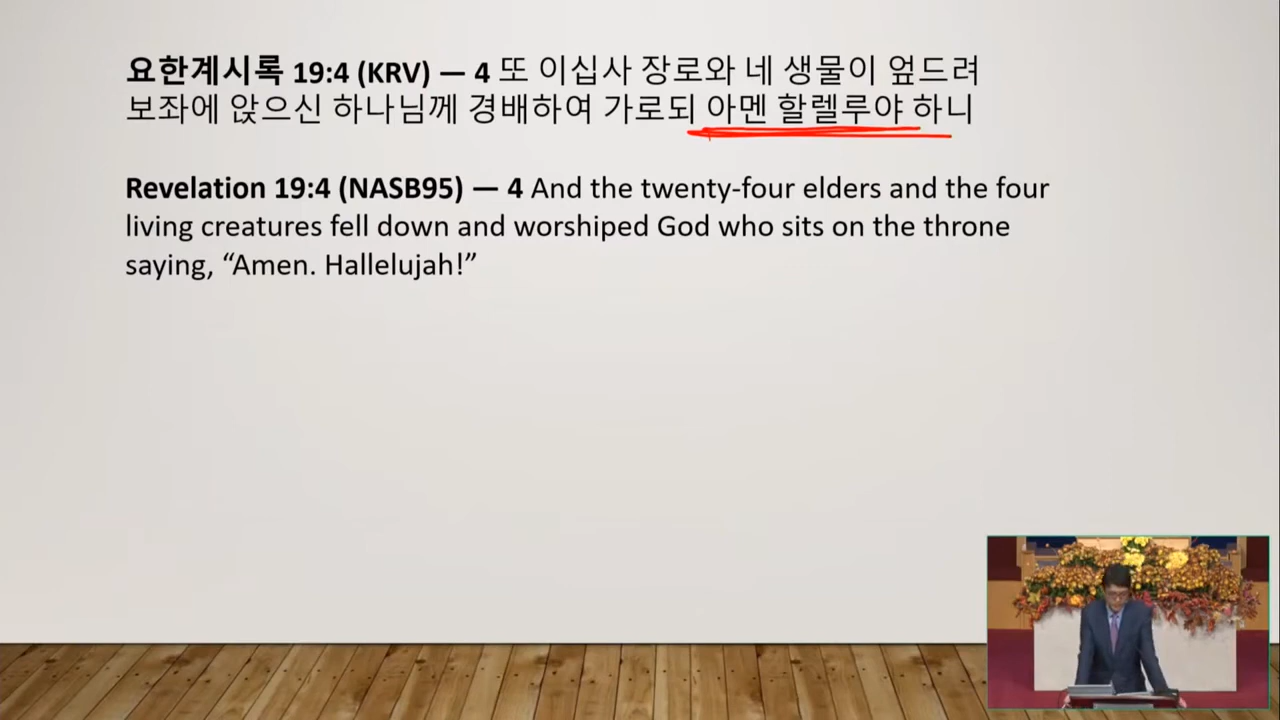 요한계시록 19:4 (KRV) — 4 또 이십사 장로와 네 생물이 엎드려
보좌에 앉으신 하나님께 경배하여 가로되 아멘 할렐루야 하니
Revelation 19:4 (NASB95) — 4 And the twenty-four elders and the four
living creatures fell down and worshiped God who sits on the throne
saying, “Amen. Hallelujah!”